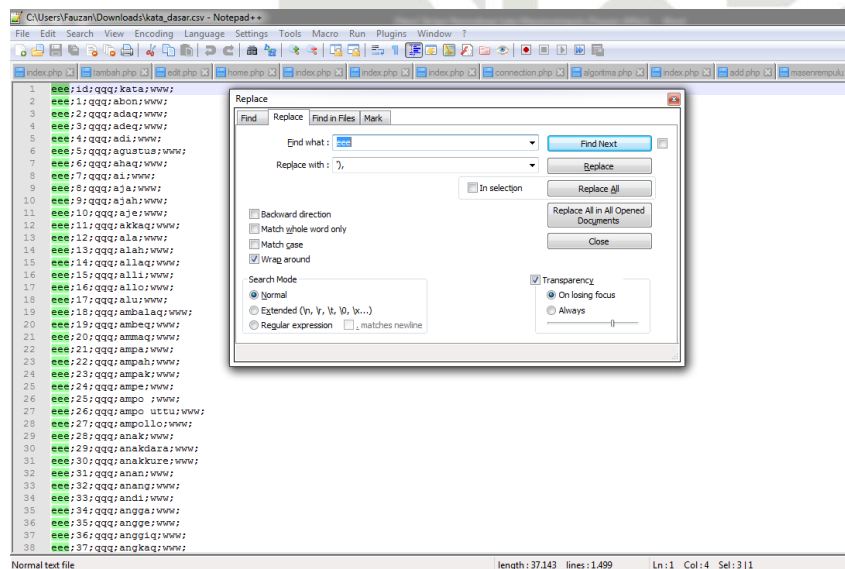 C:\Users\Fauzan\Downloads\kata_dasar.csv - Notepad++
File Edit Search View Encoding Language Settings Tools Macro Run Plugins Window ?
index.php tambah.php edit.php home.php index.php index.php index.php connection.php algoritma.php index.php add.php masenrempulu
1 eee;id;qqq;kata;www;
2 eee;1;qqq;abon;www;
3 eee;2;qqq;adaq;www;
4 eee;3;qqq;adeq;www;
5 eee;4;qqq;adi;www;
6 eee;5;qqq;agustus;www;
7 eee;6;qqq;ahaq;www;
8 eee;7;qqq;ai;www;
9 eee;8;qqq;aja;www;
10 eee;9;qqq;ajah;www;
11 eee;10;qqq;aje;www;
12 eee;11;qqq;akkaq;www;
13 eee;12;qqq;ala;www;
14 eee;13;qqq;alah;www;
15 eee;14;qqq;allaq;www;
16 eee;15;qqq;alli;www;
17 eee;16;qqq;allo;www;
18 eee;17;qqq;alu;www;
19 eee;18;qqq;ambalaq;www;
20 eee;19;qqq;ambeq;www;
21 eee;20;qqq;ammaq;www;
22 eee;21;qqq;ampa;www;
23 eee;22;qqq;ampah;www;
24 eee;23;qqq;ampak;www;
25 eee;24;qqq;ampe;www;
26 eee;25;qqq;ampo ;www;
27 eee;26;qqq;ampo uttu;www;
28 eee;27;qqq;ampollo;www;
29 eee;28;qqq;anak;www;
30 eee;29;qqq;anakdara;www;
31 eee;30;qqq;anakkure;www;
32 eee;31;qqq;anan;www;
33 eee;32;qqq;anang;www;
34 eee;33;qqq;andi;www;
35 eee;34;qqq;angga;www;
36 eee;35;qqq;angge;www;
37 eee;36;qqq;anggiq;www;
38 eee;37;qqq;angkaq;www;
Replace
Find Replace Find in Files Mark
Find what : eee
Find Next
Replace with : '),
Replace
In selection
Replace All
Replace All in All Opened Documents
Close
Backward direction
Match whole word only
Match case
Wrap around
Search Mode
Normal
Extended (\n, \r, \t, \0, \x...)
Regular expression . matches newline
Transparency
On losing focus
Always
Normal text file length : 37.143 lines : 1.499 Ln : 1 Col : 4 Sel : 3 | 1